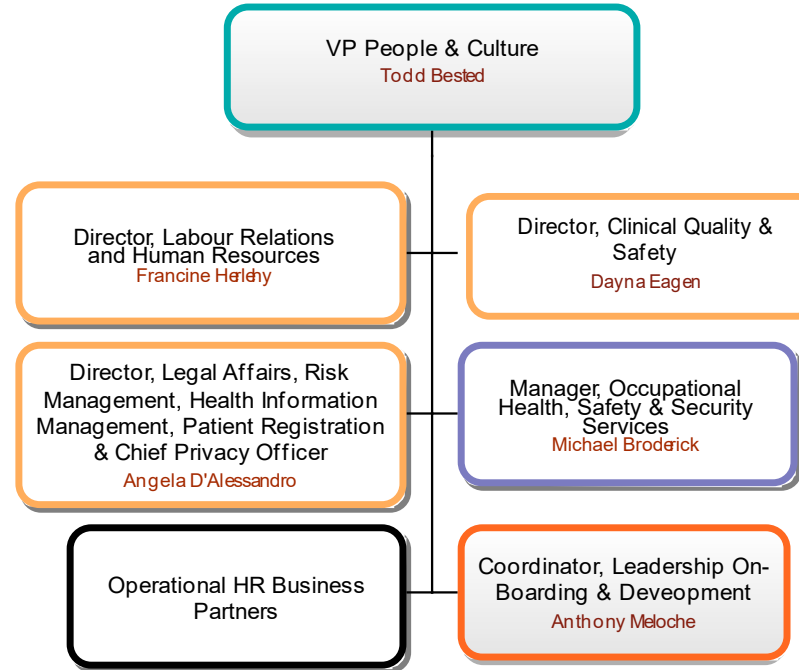 VP People & Culture
Todd Bested
Director, Labour Relations
and Human Resources
Francine Herlehy
Director, Clinical Quality &
Safety
Dayna Eagen
Director, Legal Affairs, Risk
Management, Health Information
Management, Patient Registration
& Chief Privacy Officer
Angela D'Alessandro
Manager, Occupational
Health, Safety & Security
Services
Michael Broderick
Operational HR Business
Partners
Coordinator, Leadership On-
Boarding & Deveopment
Anthony Meloche